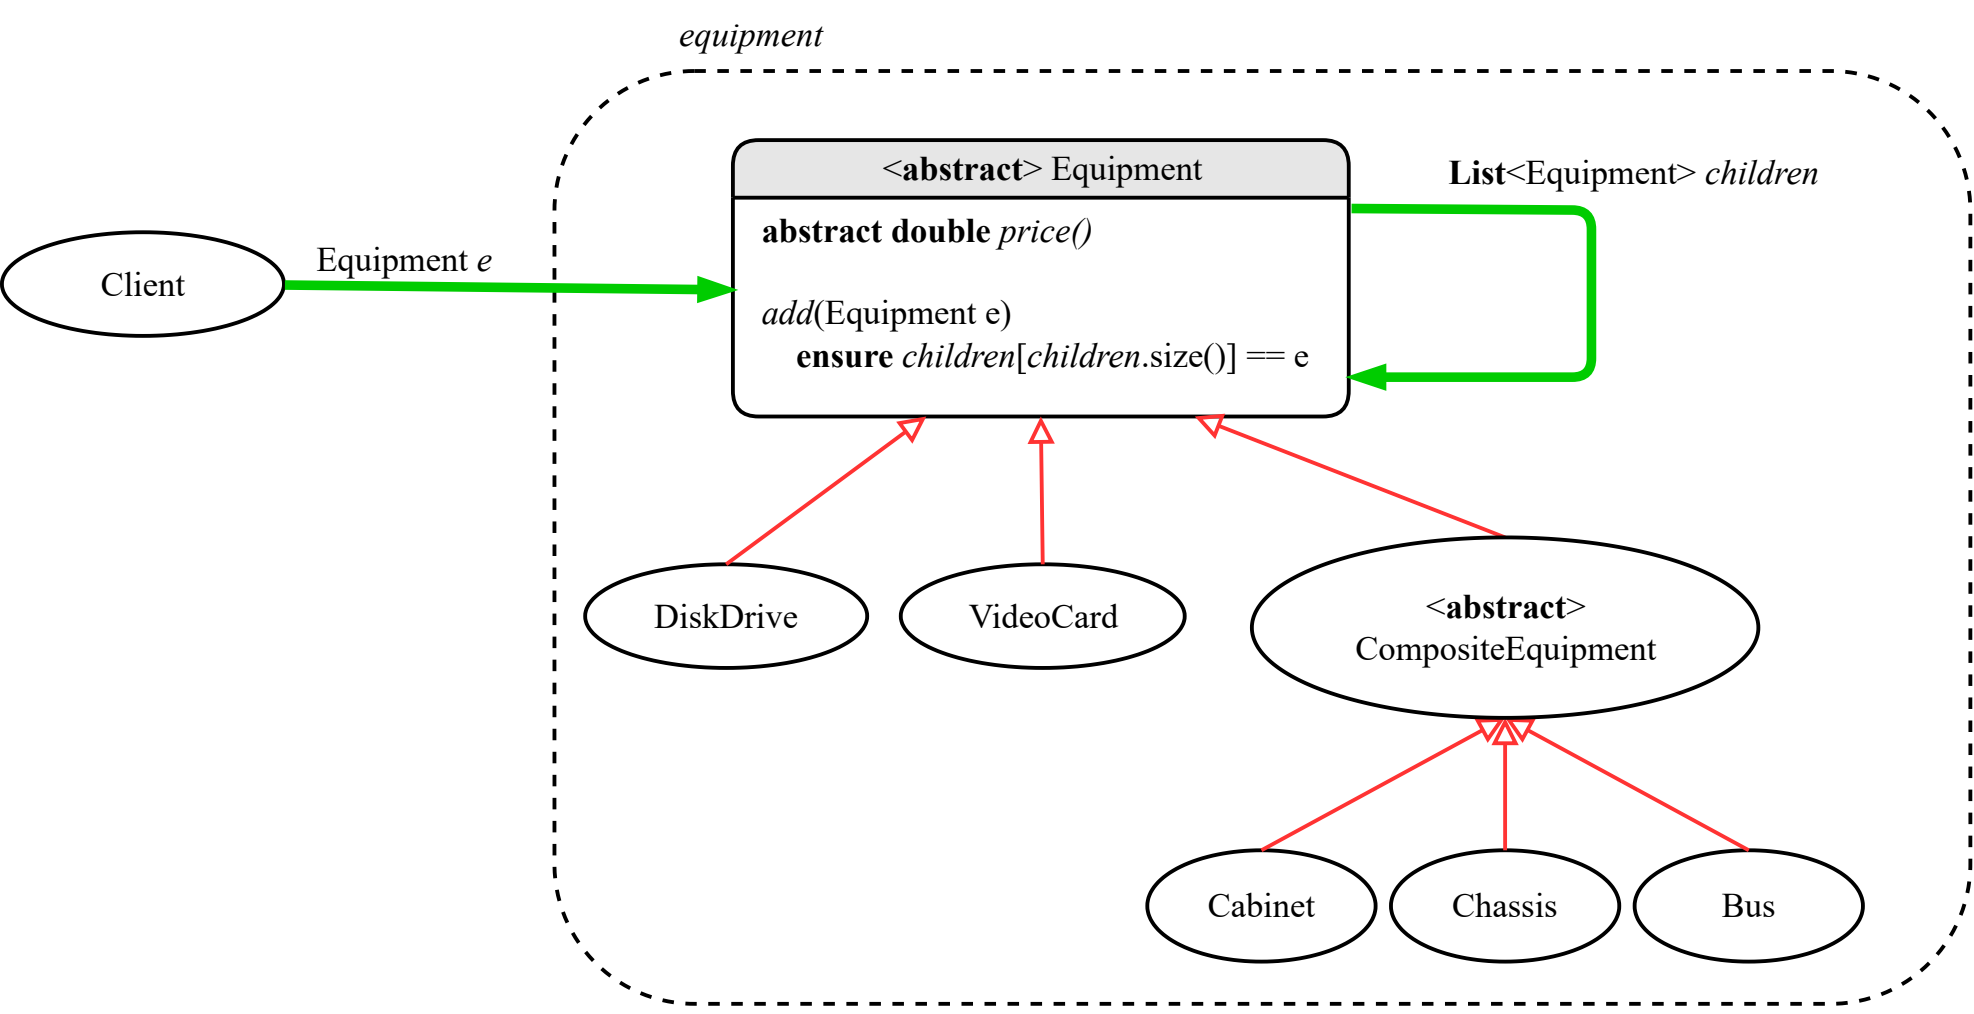 equipment
<abstract> Equipment
List<Equipment> children
abstract double price()
Equipment e
Client
add(Equipment e)
ensure children[children.size()] == e
DiskDrive
VideoCard
<abstract>
CompositeEquipment
Cabinet
Chassis
Bus